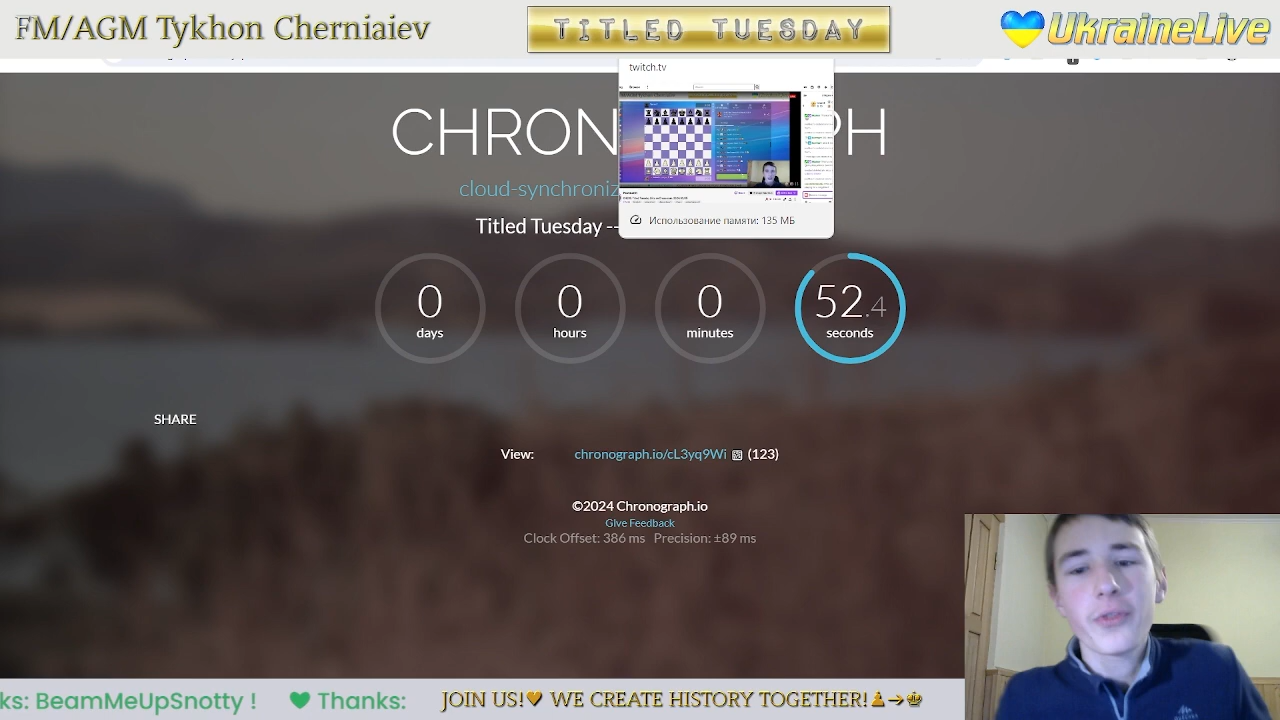 FM/AGM Tykhon Cherniaiev
TITLED TUESDAY
UkraineLive
twitch.tv
CHRON
PH
cloud-synchroniz
Использование памяти: 135 МБ
Titled Tuesday --
0
days
0
hours
0
minutes
52.4
seconds
SHARE
View: chronograph.io/cL3yq9Wi (123)
©2024 Chronograph.io
Give Feedback
Clock Offset: 386 ms Precision: ±89 ms
ks: BeamMeUpSnotty ! 💚 Thanks:
JOIN US!♥ WE CREATE HISTORY TOGETHER!♟→♚